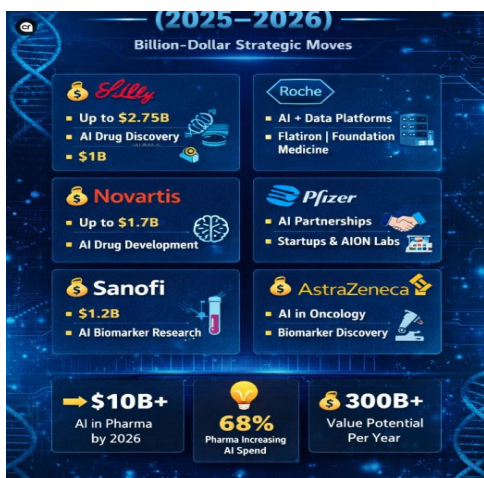 cr
(2025–2026)
Billion-Dollar Strategic Moves
Lilly
Up to $2.75B
AI Drug Discovery
$1B
Roche
AI + Data Platforms
Flatiron | Foundation
Medicine
Novartis
Up to $1.7B
AI Drug Development
Pfizer
AI Partnerships
Startups & AION Labs
Sanofi
$1.2B
AI Biomarker Research
AstraZeneca
AI in Oncology
Biomarker Discovery
$10B+
AI in Pharma
by 2026
68%
Pharma Increasing
AI Spend
300B+
Value Potential
Per Year